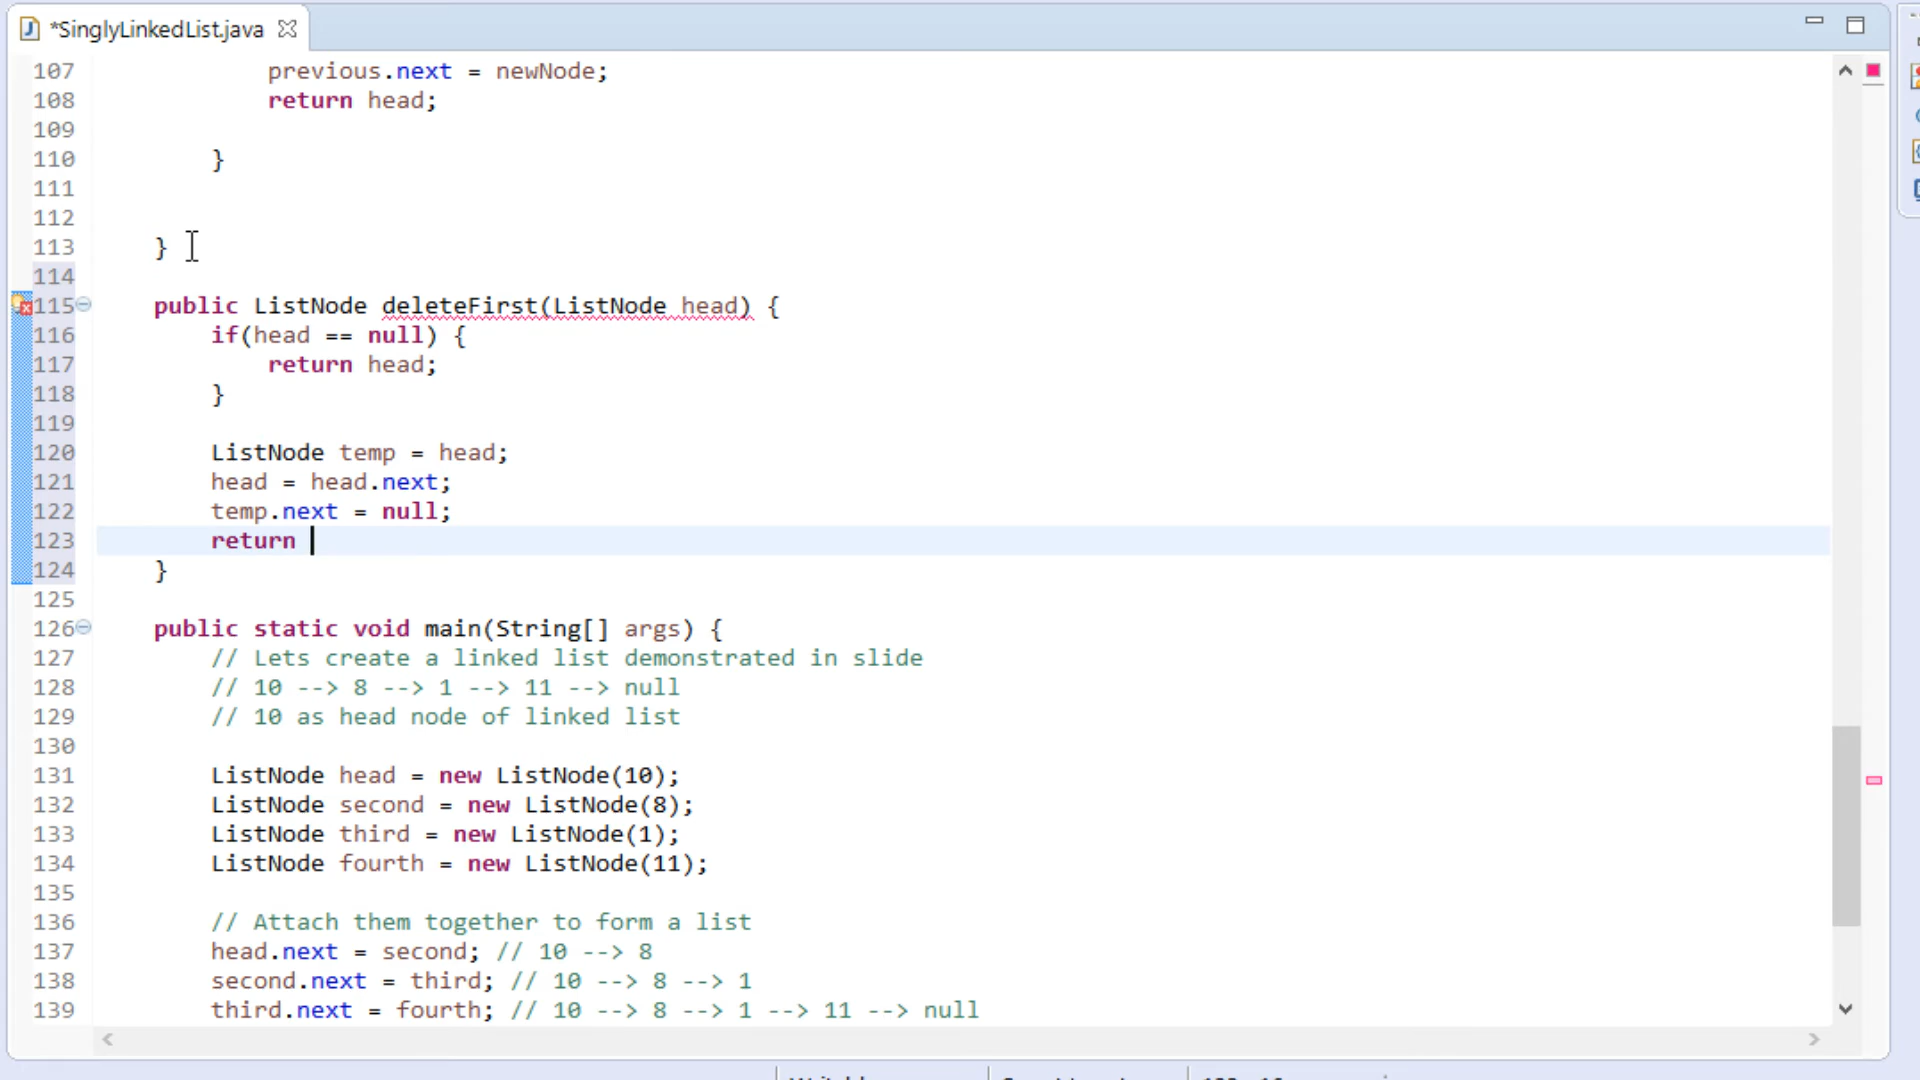 *SinglyLinkedList.java
107 previous.next = newNode;
108 return head;
109
110 }
111
112
113 }
114
115 public ListNode deleteFirst(ListNode head) {
116 if(head == null) {
117 return head;
118 }
119
120 ListNode temp = head;
121 head = head.next;
122 temp.next = null;
123 return
124 }
125
126 public static void main(String[] args) {
127 // Lets create a linked list demonstrated in slide
128 // 10 --> 8 --> 1 --> 11 --> null
129 // 10 as head node of linked list
130
131 ListNode head = new ListNode(10);
132 ListNode second = new ListNode(8);
133 ListNode third = new ListNode(1);
134 ListNode fourth = new ListNode(11);
135
136 // Attach them together to form a list
137 head.next = second; // 10 --> 8
138 second.next = third; // 10 --> 8 --> 1
139 third.next = fourth; // 10 --> 8 --> 1 --> 11 --> null